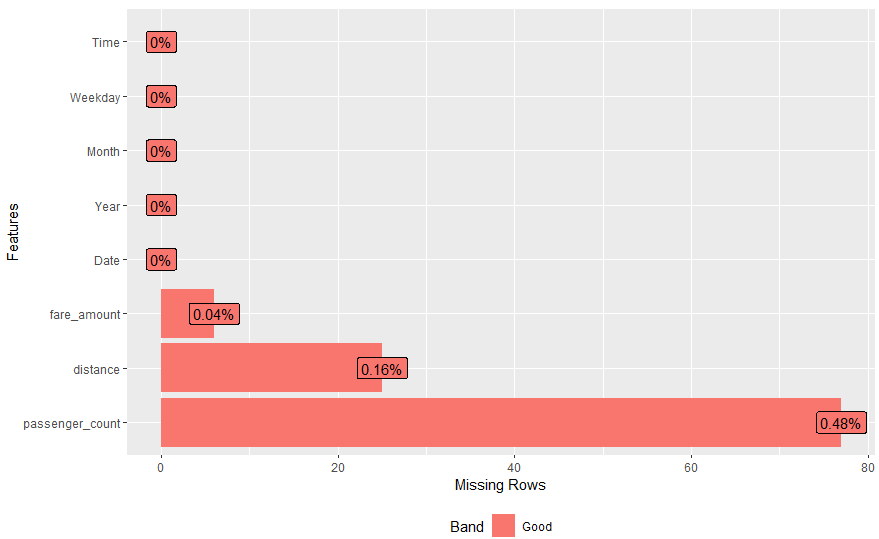 Time
0%
Weekday
0%
Month
0%
Year
0%
Date
0%
fare_amount
0.04%
distance
0.16%
passenger_count
0.48%
Features
0 20 40 60 80
Missing Rows
Band Good